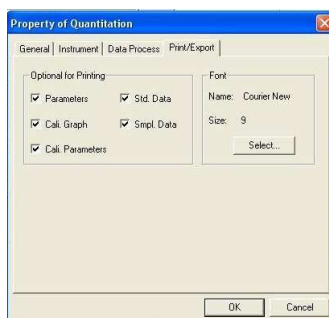 Property of Quantitation
General Instrument Data Process Print/Export
Optional for Printing
Parameters Std. Data
Cali. Graph Smpl. Data
Cali. Parameters
Font
Name: Courier New
Size: 9
Select...
OK Cancel